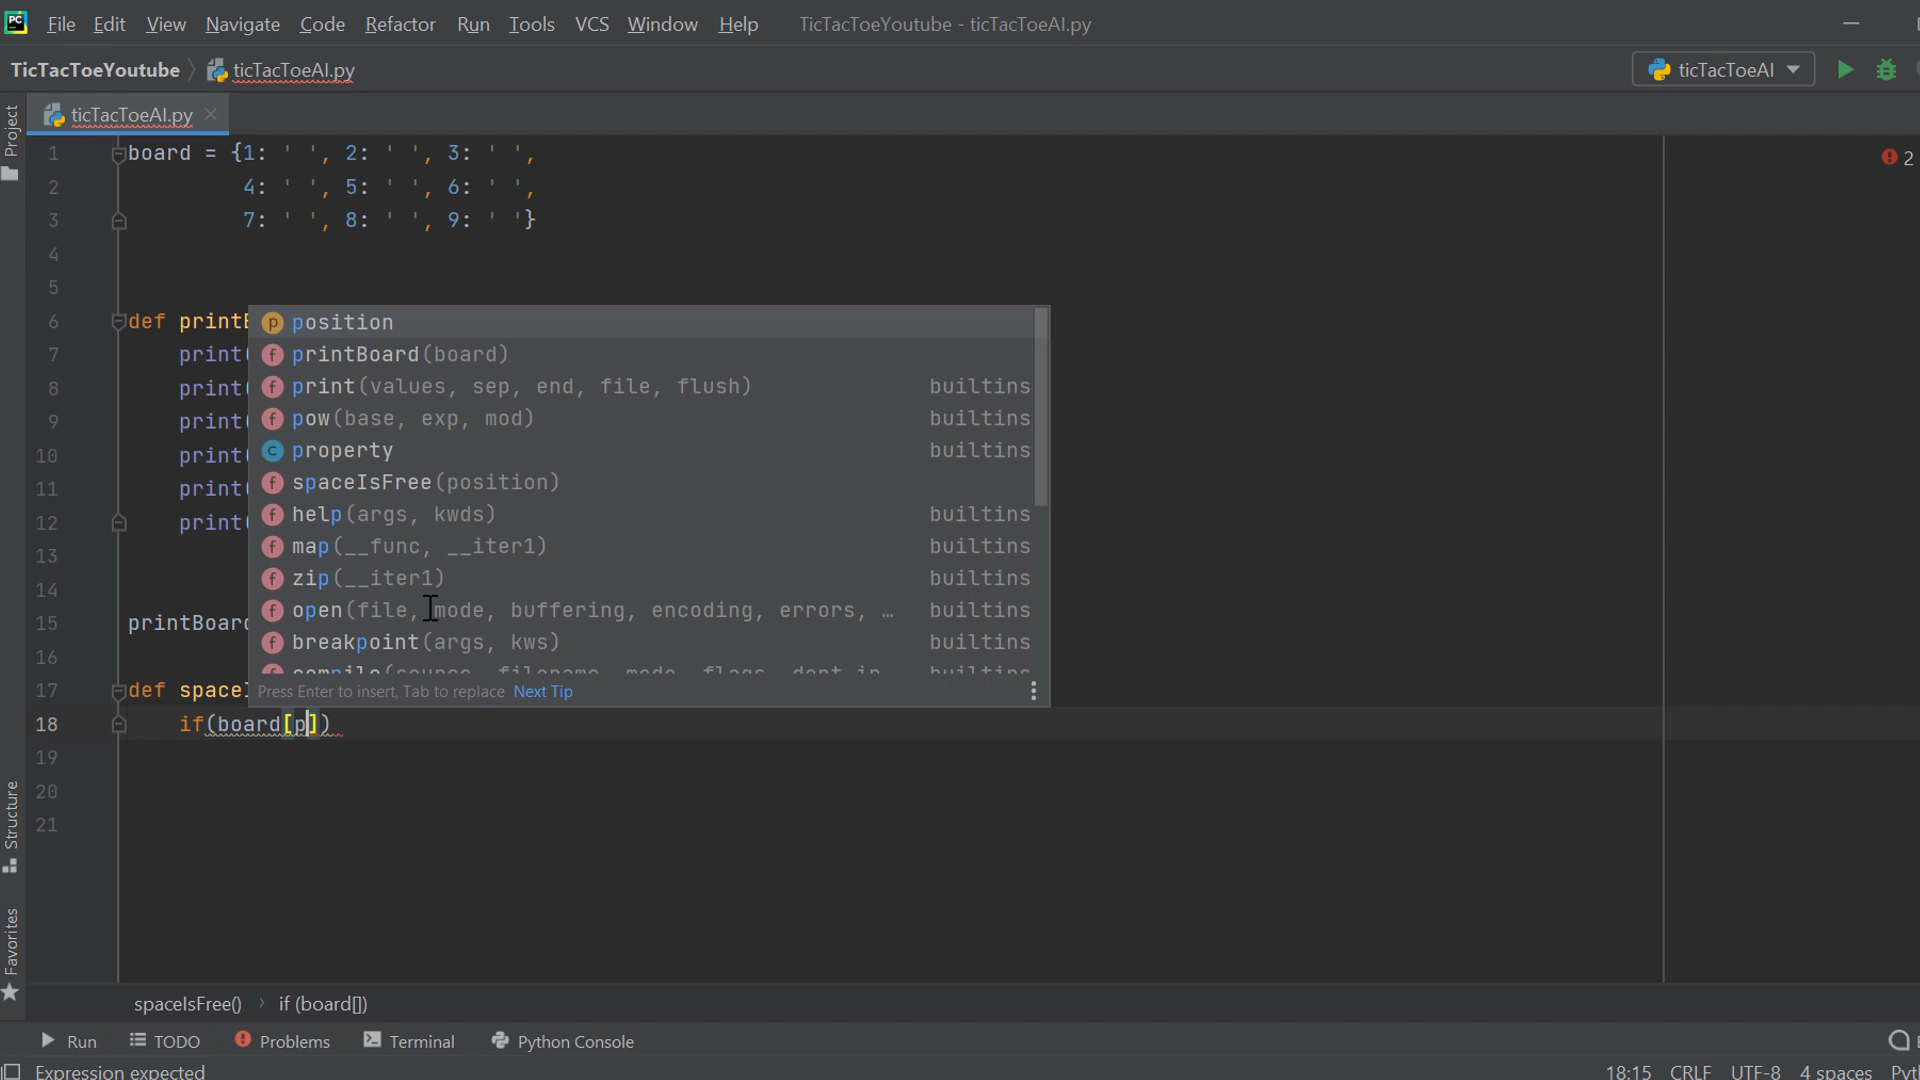 PC File Edit View Navigate Code Refactor Run Tools VCS Window Help TicTacToeYoutube - ticTacToeAI.py
TicTacToeYoutube ticTacToeAI.py ticTacToeAI
ticTacToeAI.py
Project
1 board = {1: ' ', 2: ' ', 3: ' ', 2
2 4: ' ', 5: ' ', 6: ' ',
3 7: ' ', 8: ' ', 9: ' '}
4
5
6 def print
p position
7 print
f printBoard(board)
8 print
f print(values, sep, end, file, flush) builtins
9 print
f pow(base, exp, mod) builtins
10 print
c property builtins
11 print
f spaceIsFree(position)
12 print
f help(args, kwds) builtins
13
f map(__func, __iter1) builtins
14
f zip(__iter1) builtins
15 printBoard
f open(file, mode, buffering, encoding, errors, … builtins
16
f breakpoint(args, kws) builtins
17 def space
Press Enter to insert, Tab to replace Next Tip
18 if(board[p])
19
20
21
Structure
Favorites
spaceIsFree() if (board[])
Run TODO Problems Terminal Python Console
Expression expected 18:15 CRLF UTF-8 4 spaces